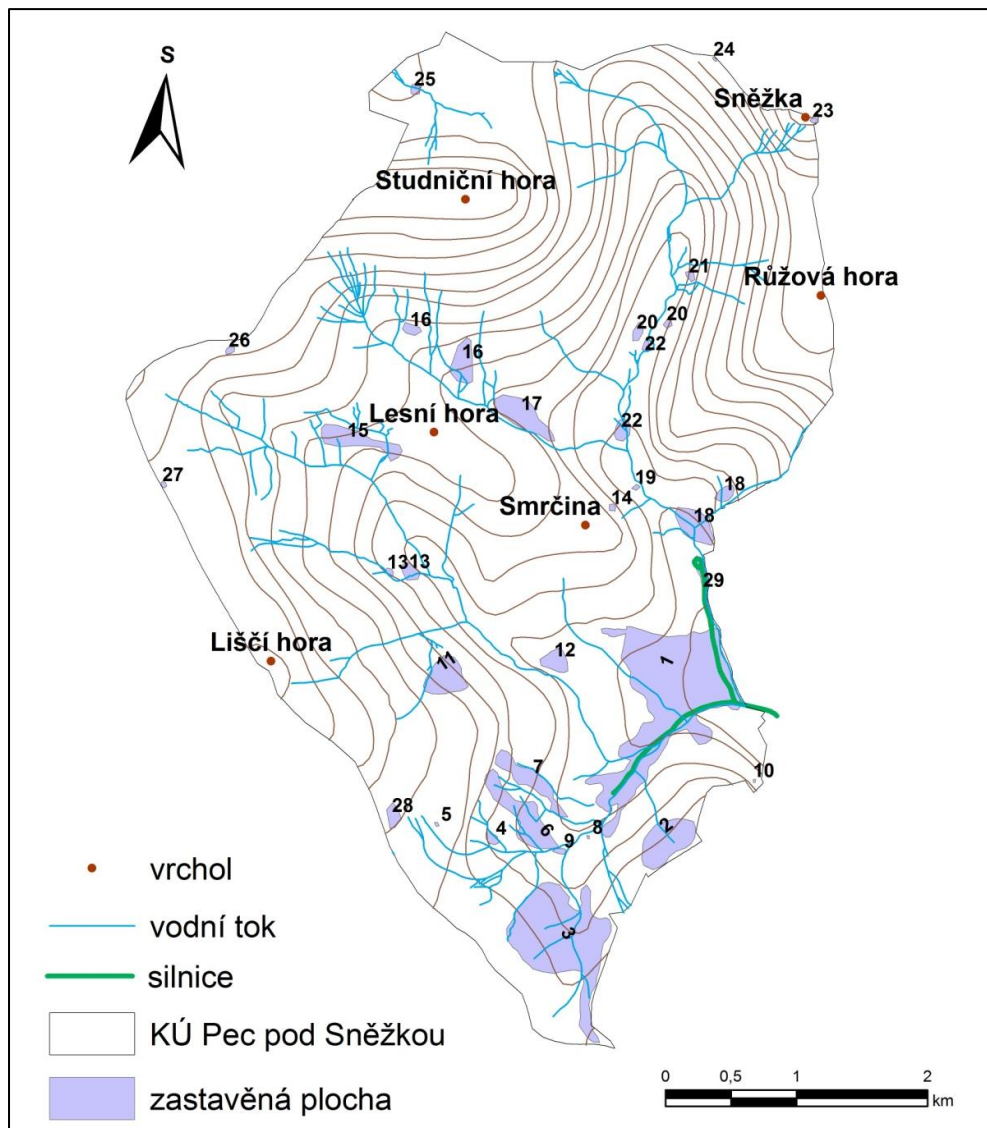 S
24
25
Sněžka
23
Studniční hora
21
Růžová hora
16
20
20
26
16
22
17
Lesní hora
22
15
27
19
18
14
Smrčina
18
13
13
29
Liščí hora
12
1
11
7
10
28
5
4
6
8
2
9
3
vrchol
vodní tok
silnice
KÚ Pec pod Sněžkou
zastavěná plocha
0 0,5 1 2
km